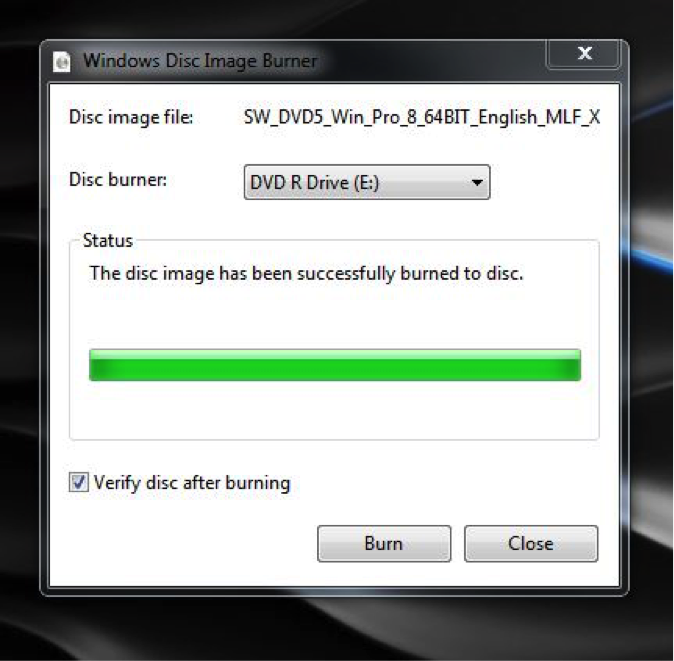 Windows Disc Image Burner
Disc image file: SW_DVD5_Win_Pro_8_64BIT_English_MLF_X
Disc burner: DVD R Drive (E:)
Status
The disc image has been successfully burned to disc.
Verify disc after burning
Burn Close